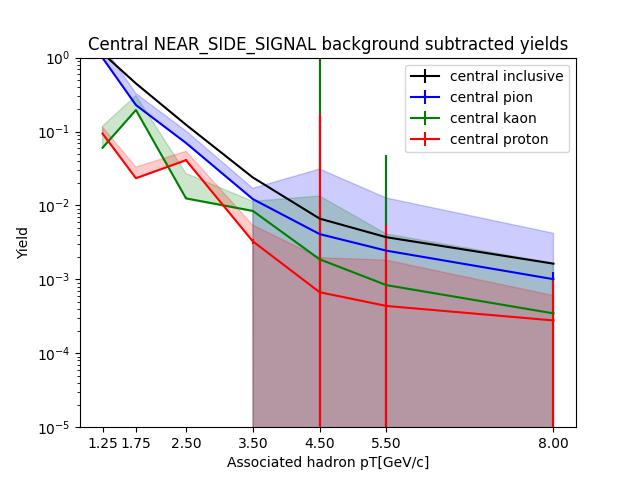 Central NEAR_SIDE_SIGNAL background subtracted yields
central inclusive
central pion
central kaon
central proton
Yield
10⁰
10⁻¹
10⁻²
10⁻³
10⁻⁴
10⁻⁵
1.25 1.75 2.50 3.50 4.50 5.50 8.00
Associated hadron pT[GeV/c]